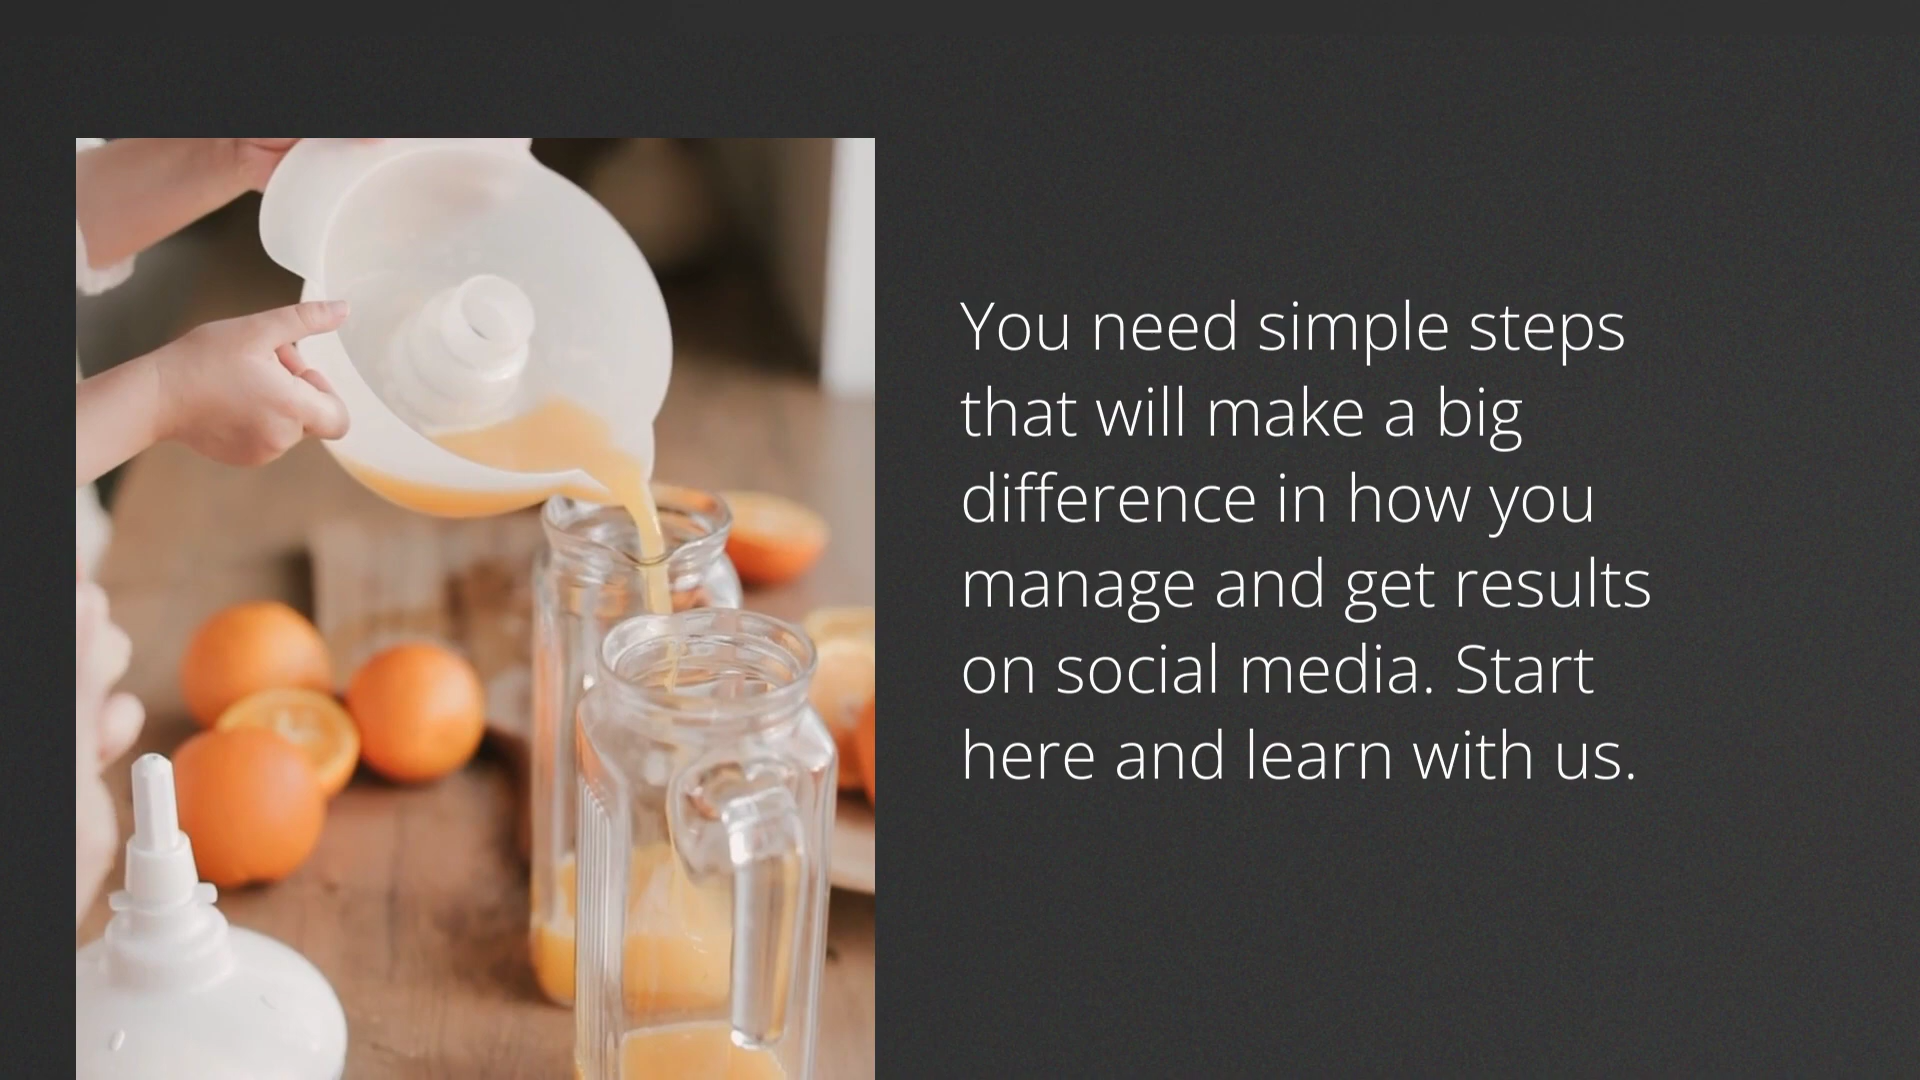 You need simple steps
that will make a big
difference in how you
manage and get results
on social media. Start
here and learn with us.